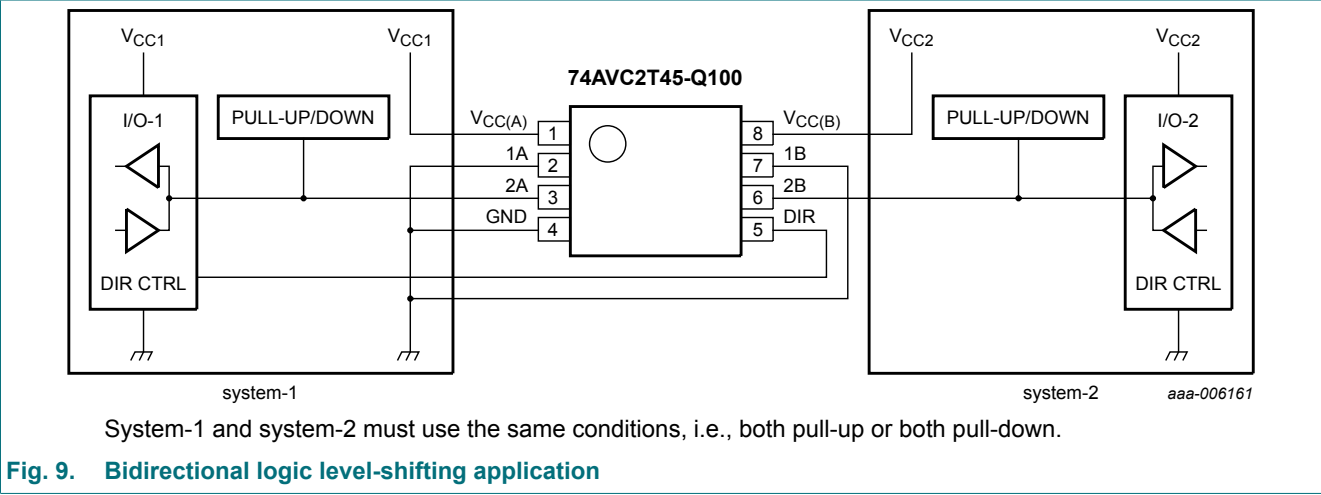 VCC1
VCC1
VCC2
VCC2
74AVC2T45-Q100
I/O-1
PULL-UP/DOWN
VCC(A)
1
8
VCC(B)
PULL-UP/DOWN
I/O-2
1A
2
7
1B
2A
3
6
2B
GND
4
5
DIR
DIR CTRL
DIR CTRL
system-1
system-2
aaa-006161
System-1 and system-2 must use the same conditions, i.e., both pull-up or both pull-down.
Fig. 9. Bidirectional logic level-shifting application